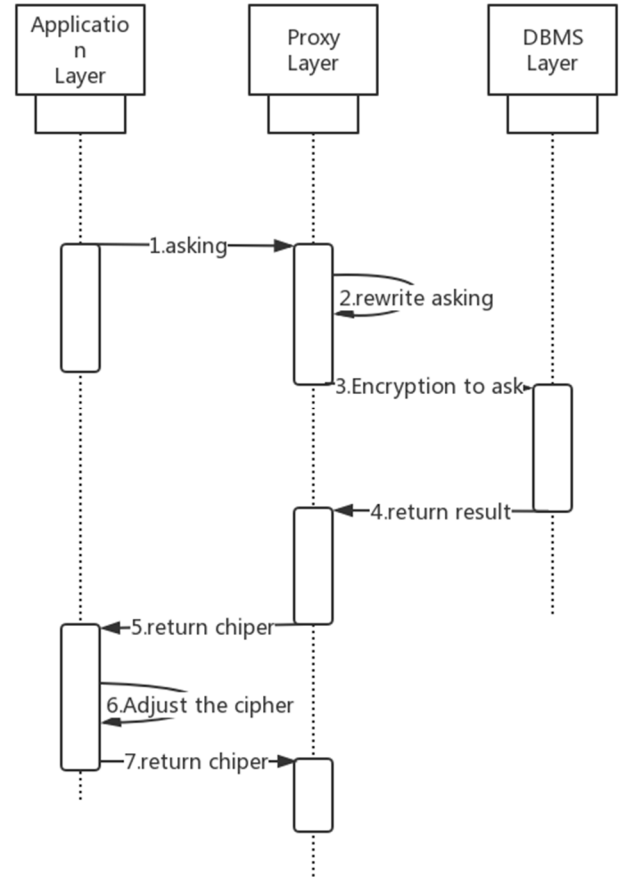 Applicatio
n
Layer
Proxy
Layer
DBMS
Layer
1.asking
2.rewrite asking
3.Encryption to ask
4.return result
5.return chiper
6.Adjust the cipher
7.return chiper